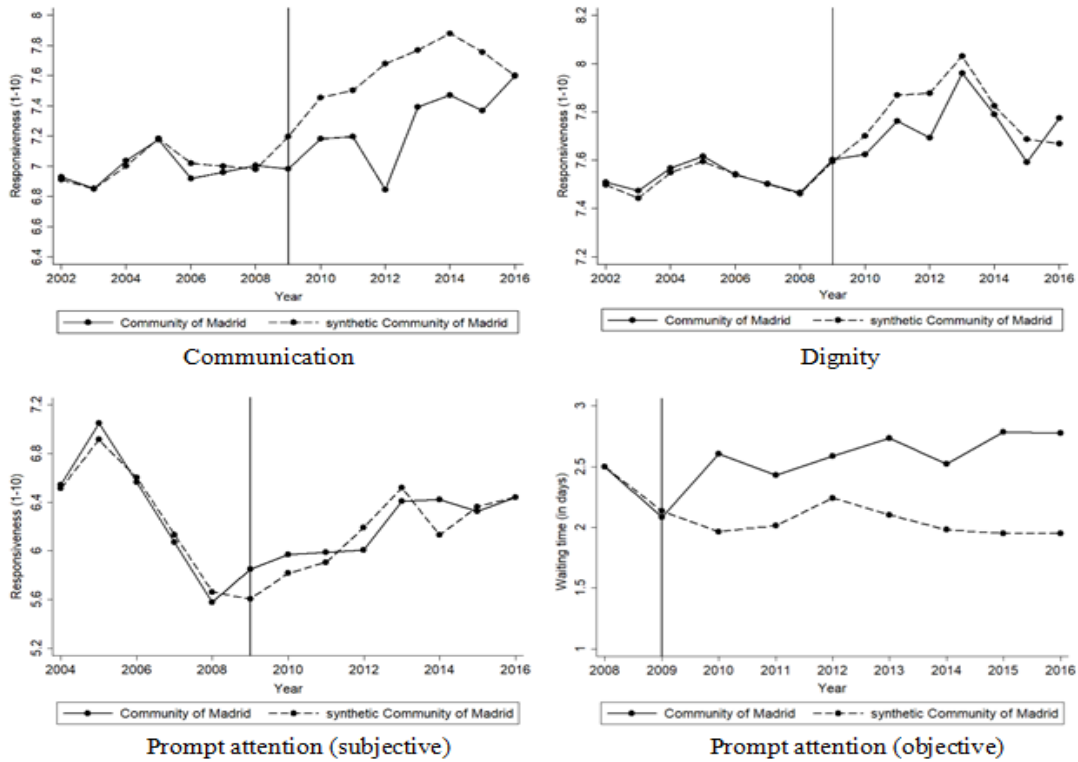 Responsiveness (1-10)
8
7.8
7.6
7.4
7.2
7
6.8
6.6
6.4
2002 2004 2006 2008 2010 2012 2014 2016
Year
Community of Madrid synthetic Community of Madrid
Communication
Responsiveness (1-10)
8.2
8
7.8
7.6
7.4
7.2
2002 2004 2006 2008 2010 2012 2014 2016
Year
Community of Madrid synthetic Community of Madrid
Dignity
Responsiveness (1-10)
7.2
6.8
6.4
6
5.6
5.2
2004 2006 2008 2010 2012 2014 2016
Year
Community of Madrid synthetic Community of Madrid
Prompt attention (subjective)
Waiting time (in days)
3
2.5
2
1.5
1
2008 2009 2010 2011 2012 2013 2014 2015 2016
Year
Community of Madrid synthetic Community of Madrid
Prompt attention (objective)